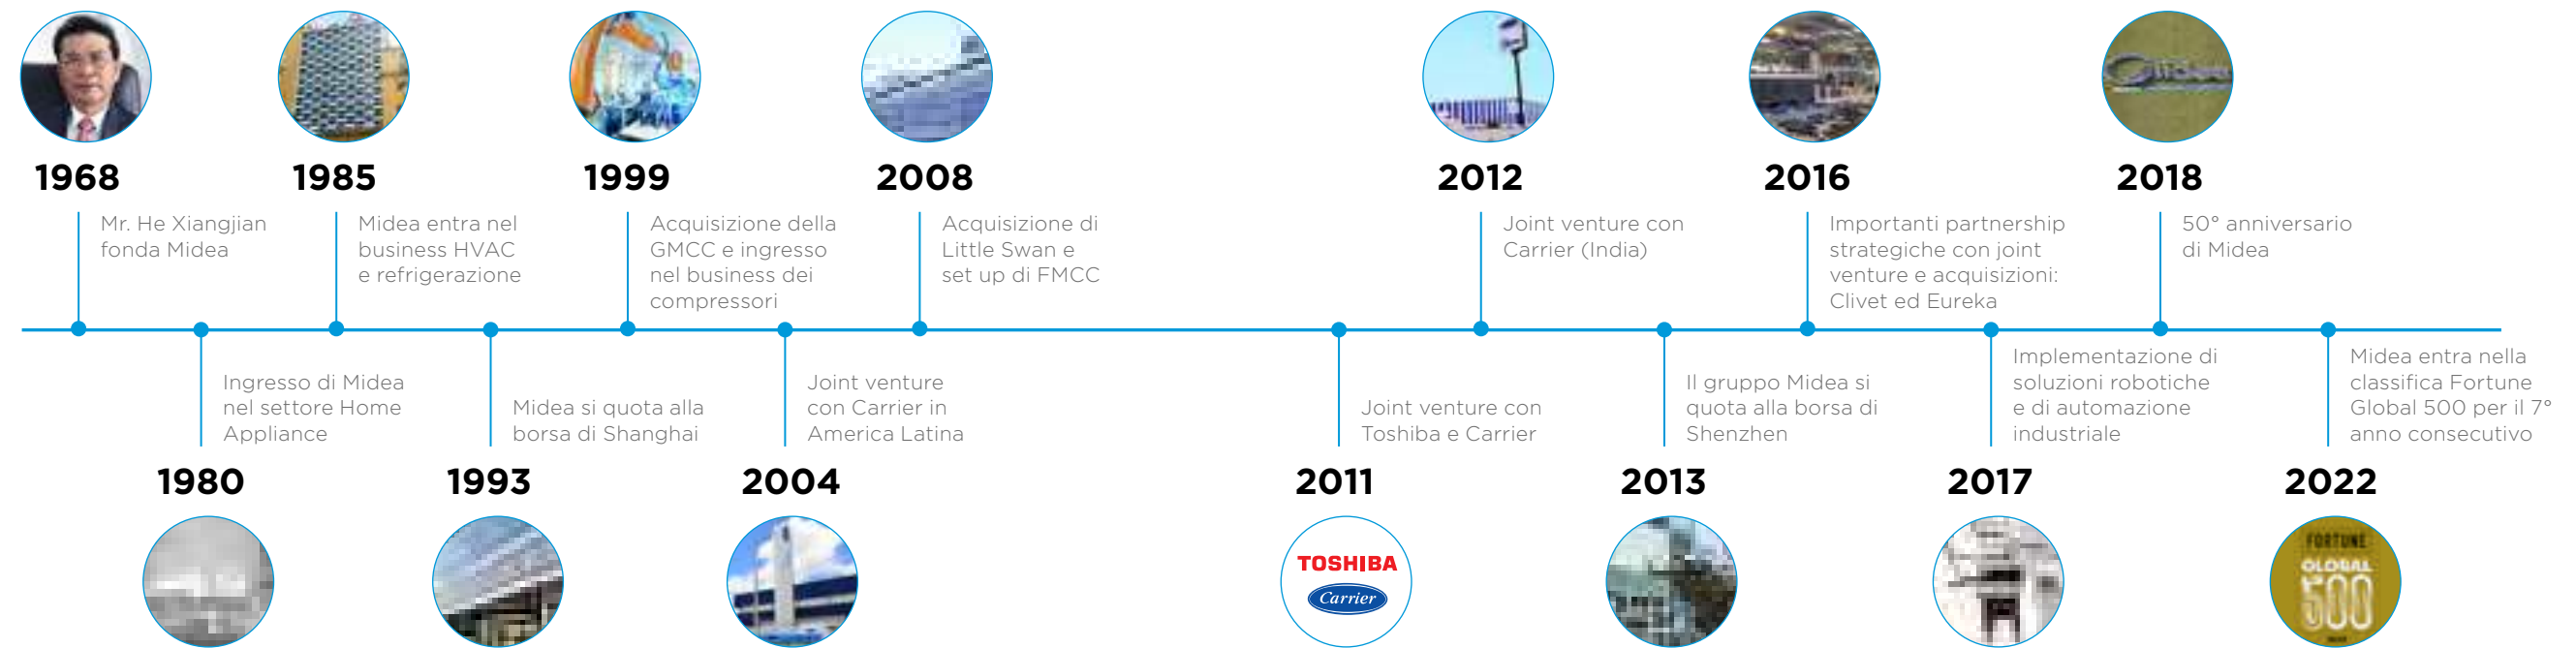 1968
Mr. He Xiangjian
fonda Midea
1980
Ingresso di Midea
nel settore Home
Appliance
1985
Midea entra nel
business HVAC
e refrigerazione
1993
Midea si quota alla
borsa di Shanghai
1999
Acquisizione della
GMCC e ingresso
nel business dei
compressori
2004
Joint venture
con Carrier in
America Latina
2008
Acquisizione di
Little Swan e
set up di FMCC
2011
Joint venture con
Toshiba e Carrier
TOSHIBA
Carrier
2012
Joint venture con
Carrier (India)
2013
Il gruppo Midea si
quota alla borsa di
Shenzhen
2016
Importanti partnership
strategiche con joint
venture e acquisizioni:
Clivet ed Eureka
2017
Implementazione di
soluzioni robotiche
e di automazione
industriale
2018
50° anniversario
di Midea
2022
Midea entra nella
classifica Fortune
Global 500 per il 7°
anno consecutivo
FORTUNE
GLOBAL
500